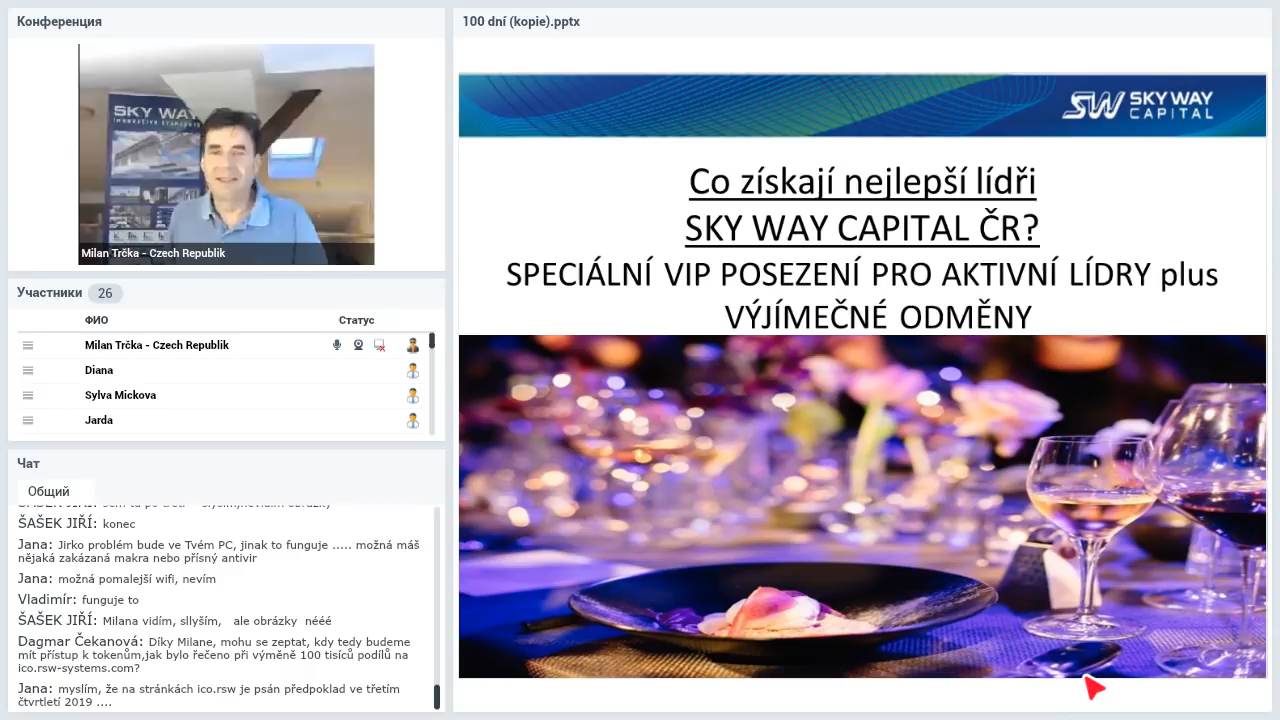 Конференция
SKY WAY
Milan Trčka - Czech Republik
Участники 26
ФИО Статус
Milan Trčka - Czech Republik
Diana
Sylva Mickova
Jarda
Чат
Общий
ŠAŠEK JIŘÍ: konec
Jana: Jirko problém bude ve Tvém PC, jinak to funguje ..... možná máš
nějaká zakázaná makra nebo přísný antivir
Jana: možná pomalejší wifi, nevím
Vladimir: funguje to
ŠAŠEK JIŘÍ: Milana vidím, sllyším, ale obrázky nééé
Dagmar Čekanová: Díky Milane, mohu se zeptat, kdy tedy budeme
mít přístup k tokenům,jak bylo řečeno při výměně 100 tisíců podílů na
ico.rsw-systems.com?
Jana: myslím, že na stránkách ico.rsw je psán předpoklad ve třetím
čtvrtletí 2019 ....
100 dní (kopie).pptx
SW SKY WAY
CAPITAL
Co získají nejlepší lídři
SKY WAY CAPITAL ČR?
SPECIÁLNÍ VIP POSEZENÍ PRO AKTIVNÍ LÍDRY plus
VÝJÍMEČNÉ ODMĚNY